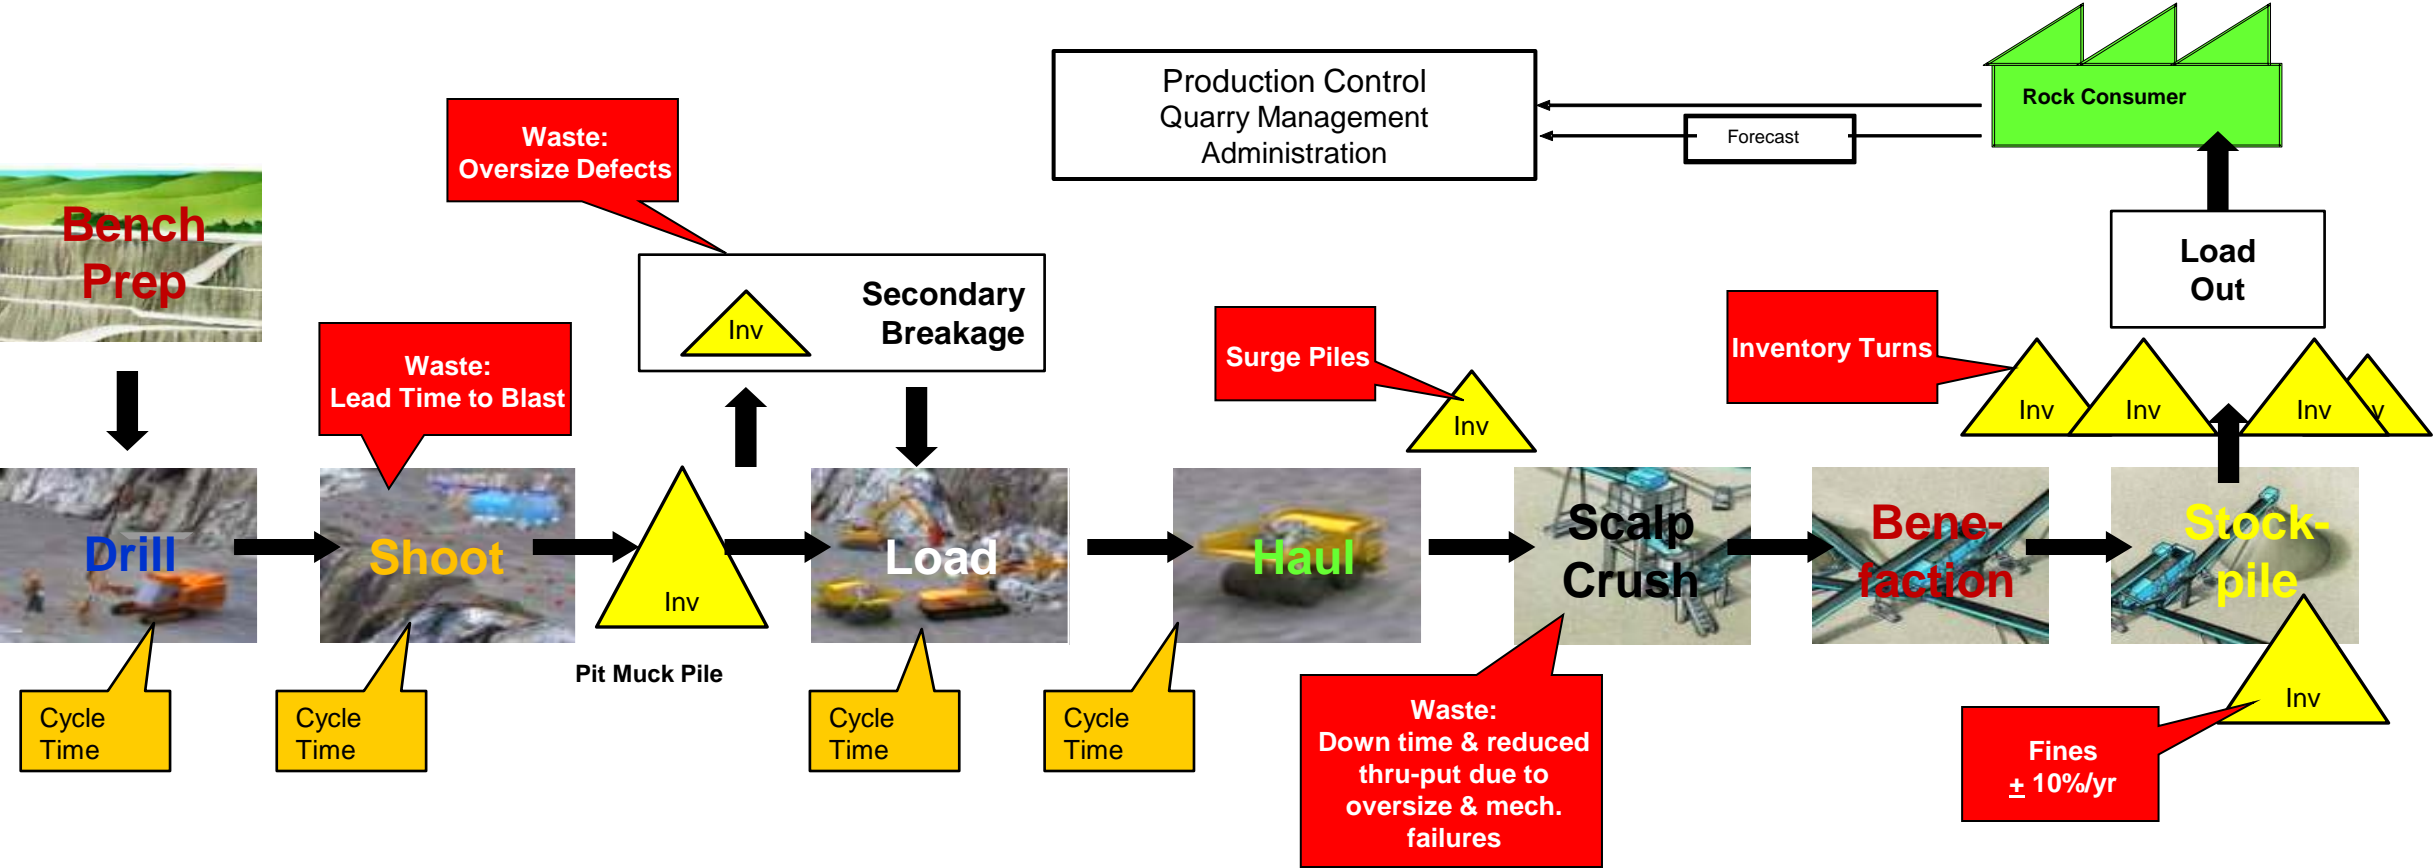 Production Control
Quarry Management
Administration
Forecast
Rock Consumer
Waste:
Oversize Defects
Bench
Prep
Load
Out
Secondary
Breakage
Inv
Waste:
Lead Time to Blast
Surge Piles
Inv
Inventory Turns
Inv
Inv
Inv
v
Drill
Shoot
Inv
Pit Muck Pile
Load
Haul
Scalp
Crush
Bene-
faction
Stock-
pile
Inv
Cycle
Time
Cycle
Time
Cycle
Time
Cycle
Time
Waste:
Down time & reduced
thru-put due to
oversize & mech.
failures
Fines
± 10%/yr